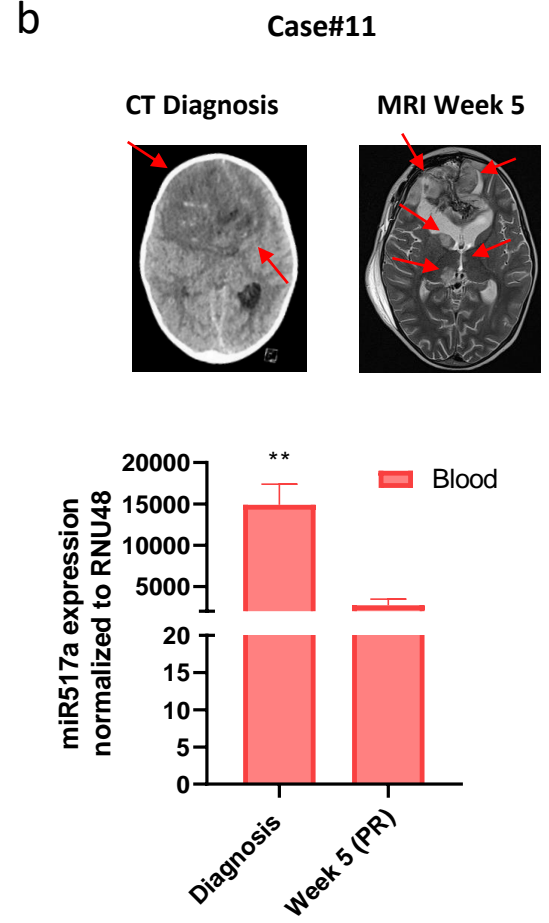 b
Case#11
CT Diagnosis
MRI Week 5
**
Blood
20000
15000
10000
5000
20
15
10
5
0
miR517a expression
normalized to RNU48
Diagnosis
Week 5 (PR)